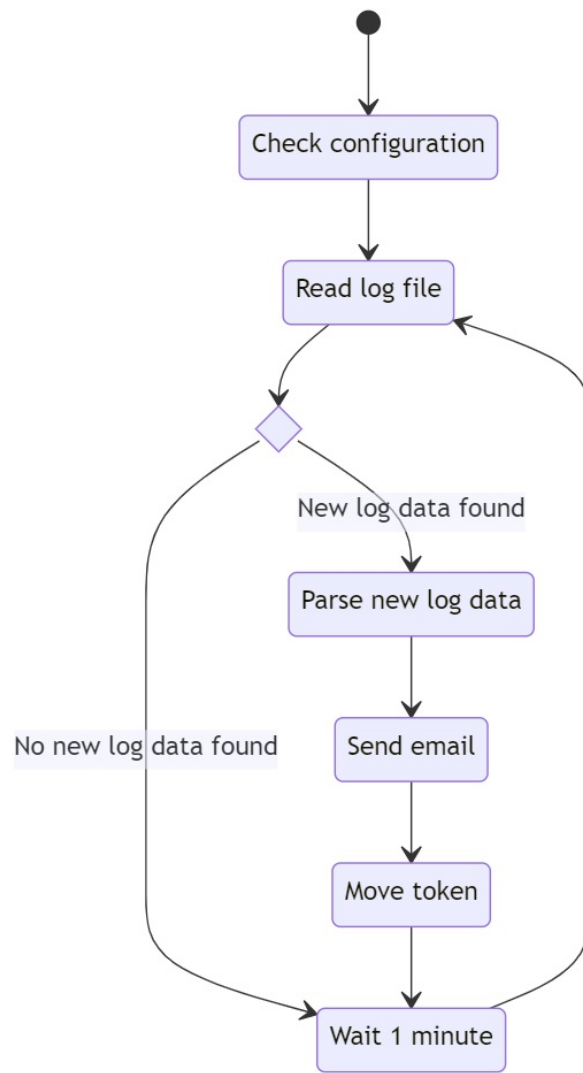 Check configuration
Read log file
New log data found
Parse new log data
No new log data found
Send email
Move token
Wait 1 minute